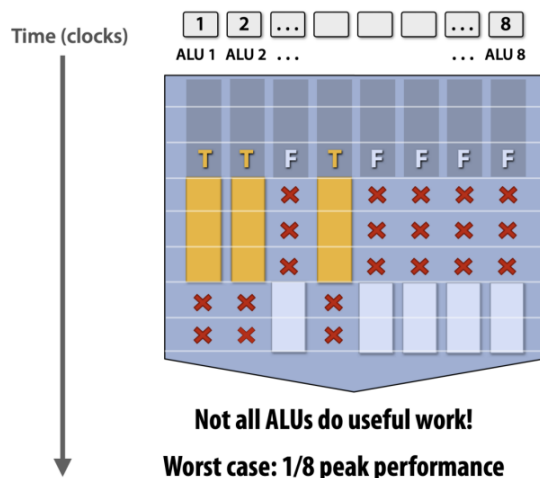 1 2 ... ... 8
Time (clocks)
ALU 1 ALU 2 ... ... ALU 8
T T F T F F F F
Not all ALUs do useful work!
Worst case: 1/8 peak performance